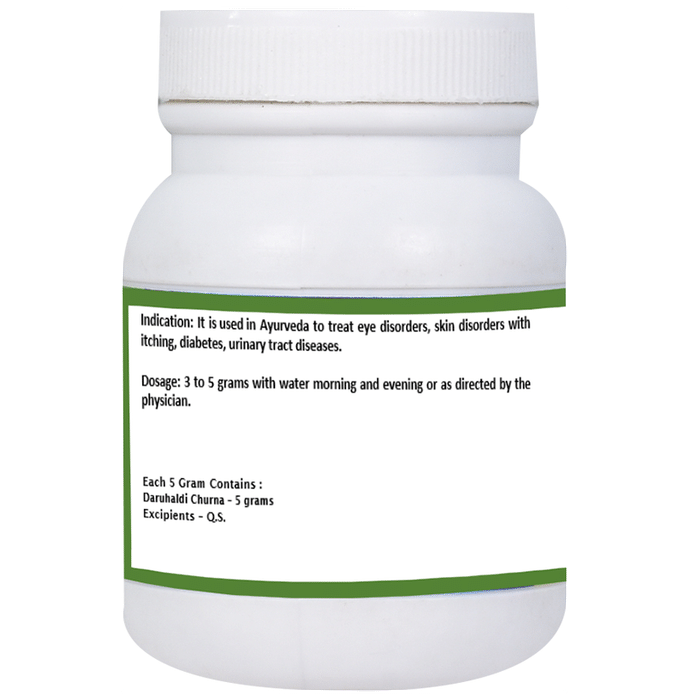 Indication: It is used in Ayurveda to treat eye disorders, skin disorders with
itching, diabetes, urinary tract diseases.
Dosage: 3 to 5 grams with water morning and evening or as directed by the
physician.
Each 5 Gram Contains :
Daruhaldi Churna - 5 grams
Excipients - Q.S.